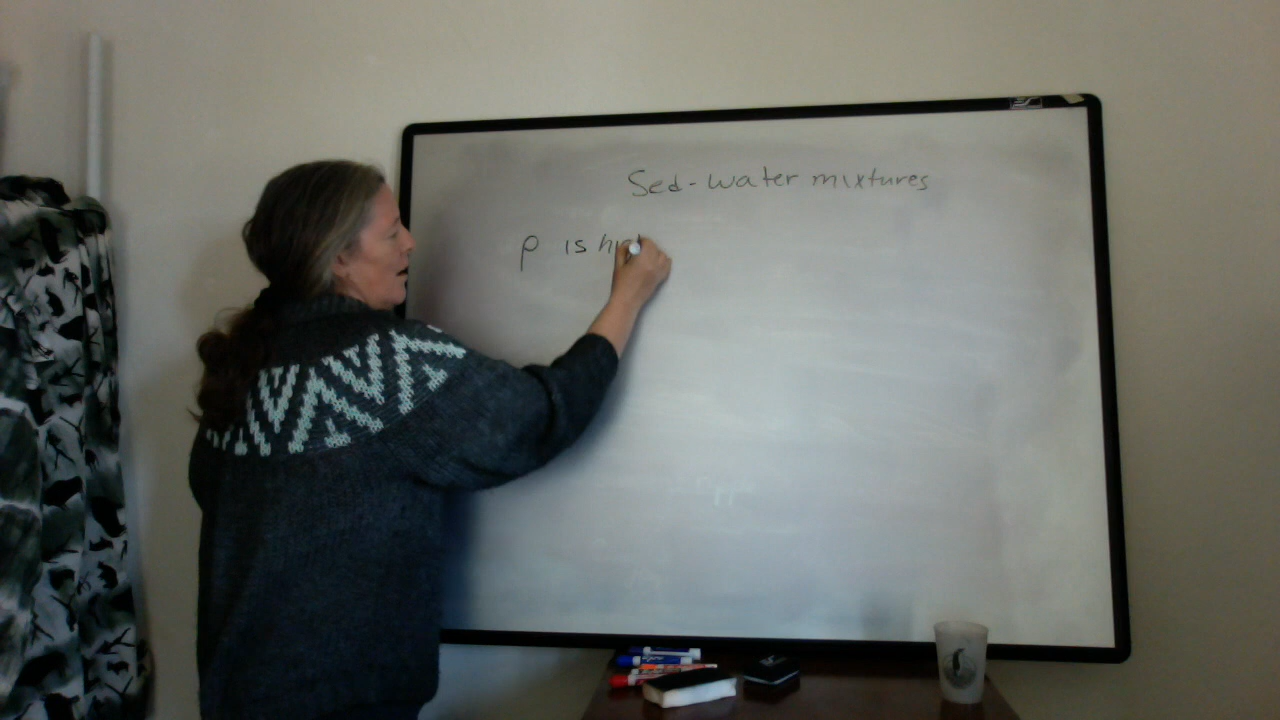 Sed-water mixtures
ρ is